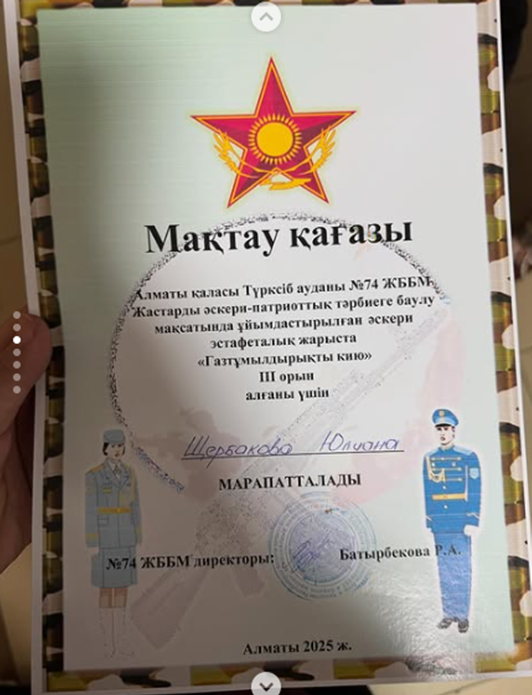 Мақтау қағазы
Алматы қаласы Түрксіб ауданы №74 ЖББМ
Жастарды әскери-патриоттық тәрбиеге баулу
мақсатында ұйымдастырылған әскери
эстафеталық жарыста
«Газтұмылдырықты кию»
III орын
алғаны үшін
Щербакова Юлиана
МАРАПАТТАЛАДЫ
№74 ЖББМ директоры: Батырбекова Р.А.
Алматы 2025 ж.